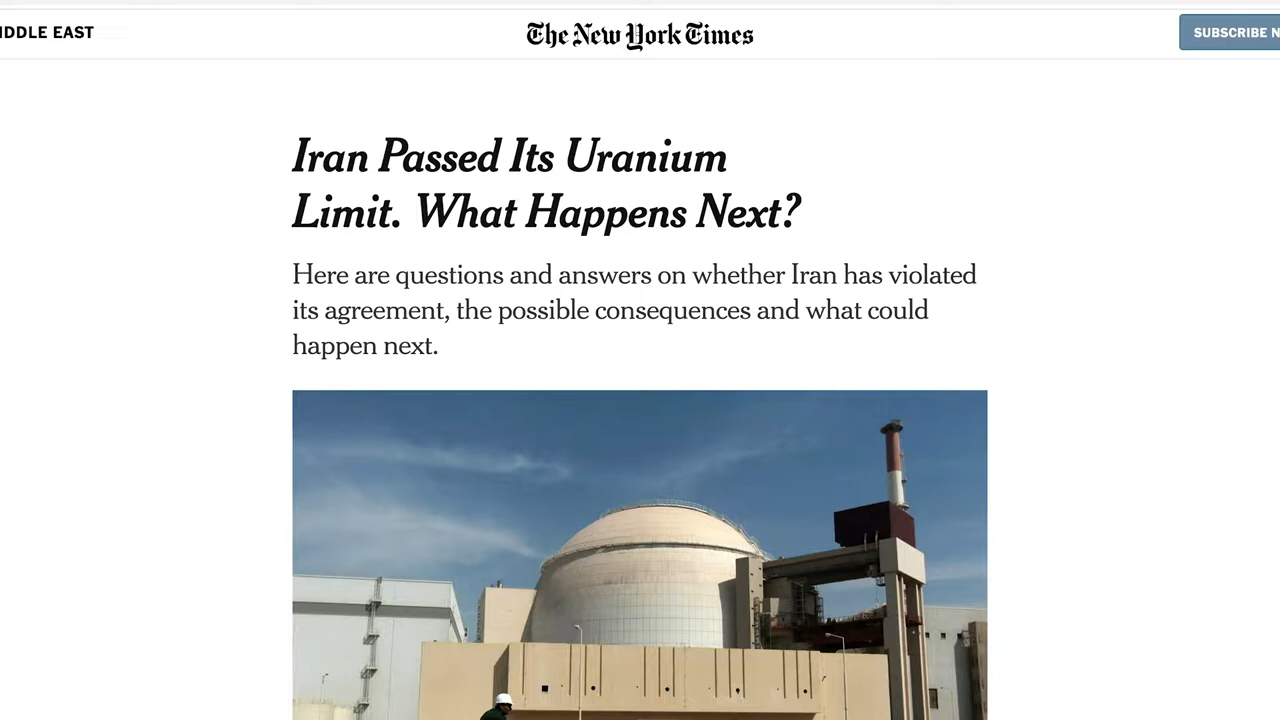 IDDLE EAST
The New York Times
SUBSCRIBE N
Iran Passed Its Uranium
Limit. What Happens Next?
Here are questions and answers on whether Iran has violated
its agreement, the possible consequences and what could
happen next.